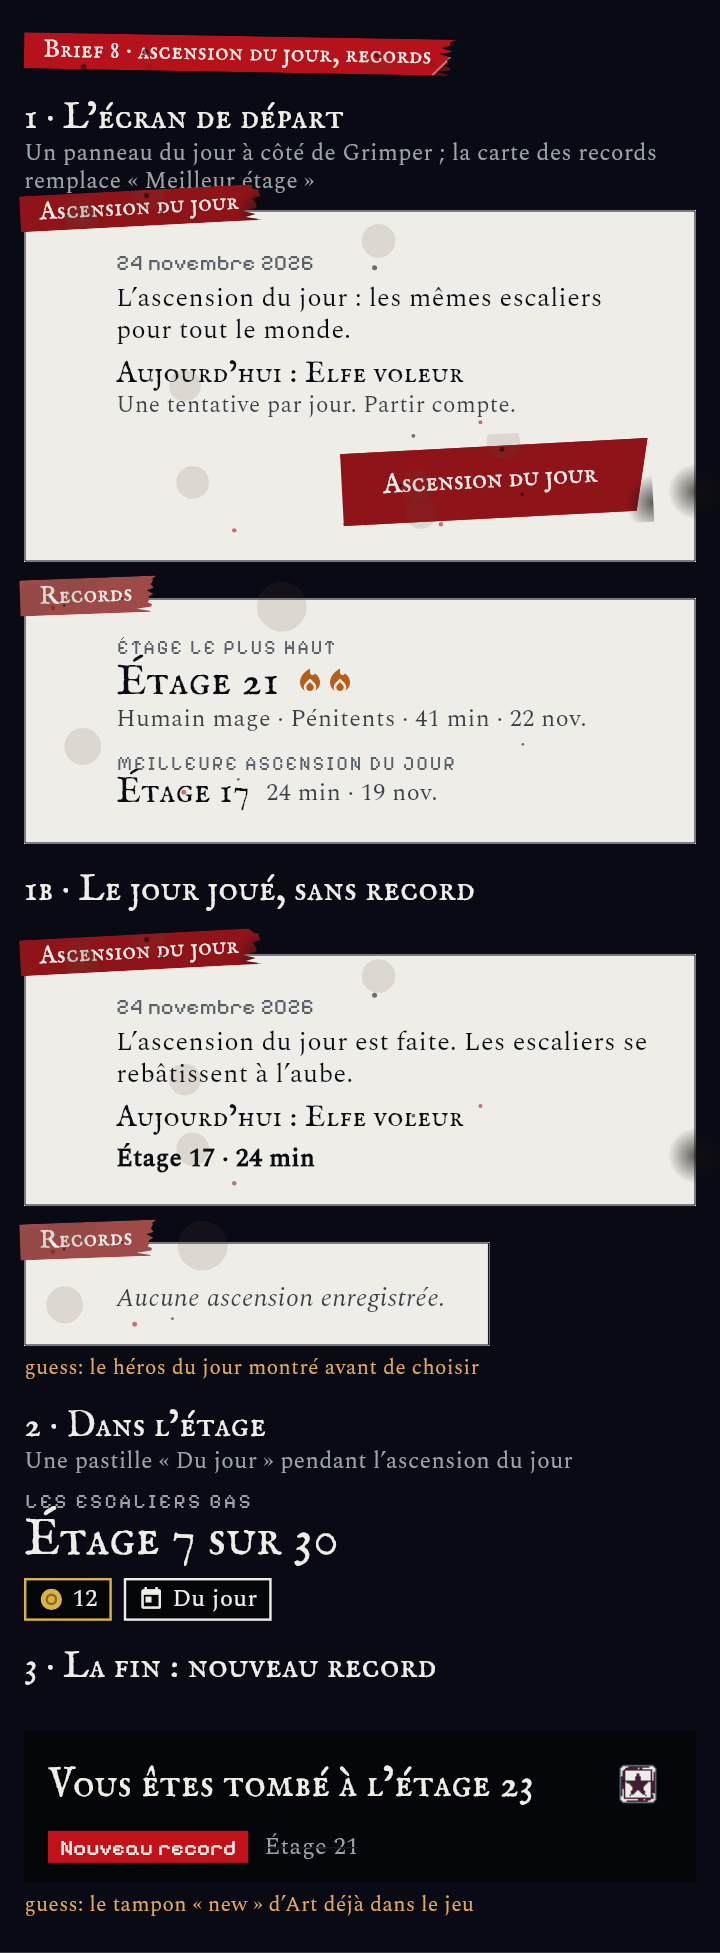 Brief 8 · ascension du jour, records
1 · L'écran de départ
Un panneau du jour à côté de Grimper ; la carte des records
remplace « Meilleur étage »
Ascension du jour
24 novembre 2026
L'ascension du jour : les mêmes escaliers
pour tout le monde.
Aujourd'hui : Elfe voleur
Une tentative par jour. Partir compte.
Ascension du jour
Records
ÉTAGE LE PLUS HAUT
Étage 21
Humain mage · Pénitents · 41 min · 22 nov.
MEILLEURE ASCENSION DU JOUR
Étage 17 24 min · 19 nov.
1b · Le jour joué, sans record
Ascension du jour
24 novembre 2026
L'ascension du jour est faite. Les escaliers se
rebâtissent à l'aube.
Aujourd'hui : Elfe voleur
Étage 17 · 24 min
Records
Aucune ascension enregistrée.
guess: le héros du jour montré avant de choisir
2 · Dans l'étage
Une pastille « Du jour » pendant l'ascension du jour
LES ESCALIERS BAS
Étage 7 sur 30
12 Du jour
3 · La fin : nouveau record
Vous êtes tombé à l'étage 23
Nouveau record Étage 21
guess: le tampon « new » d'Art déjà dans le jeu